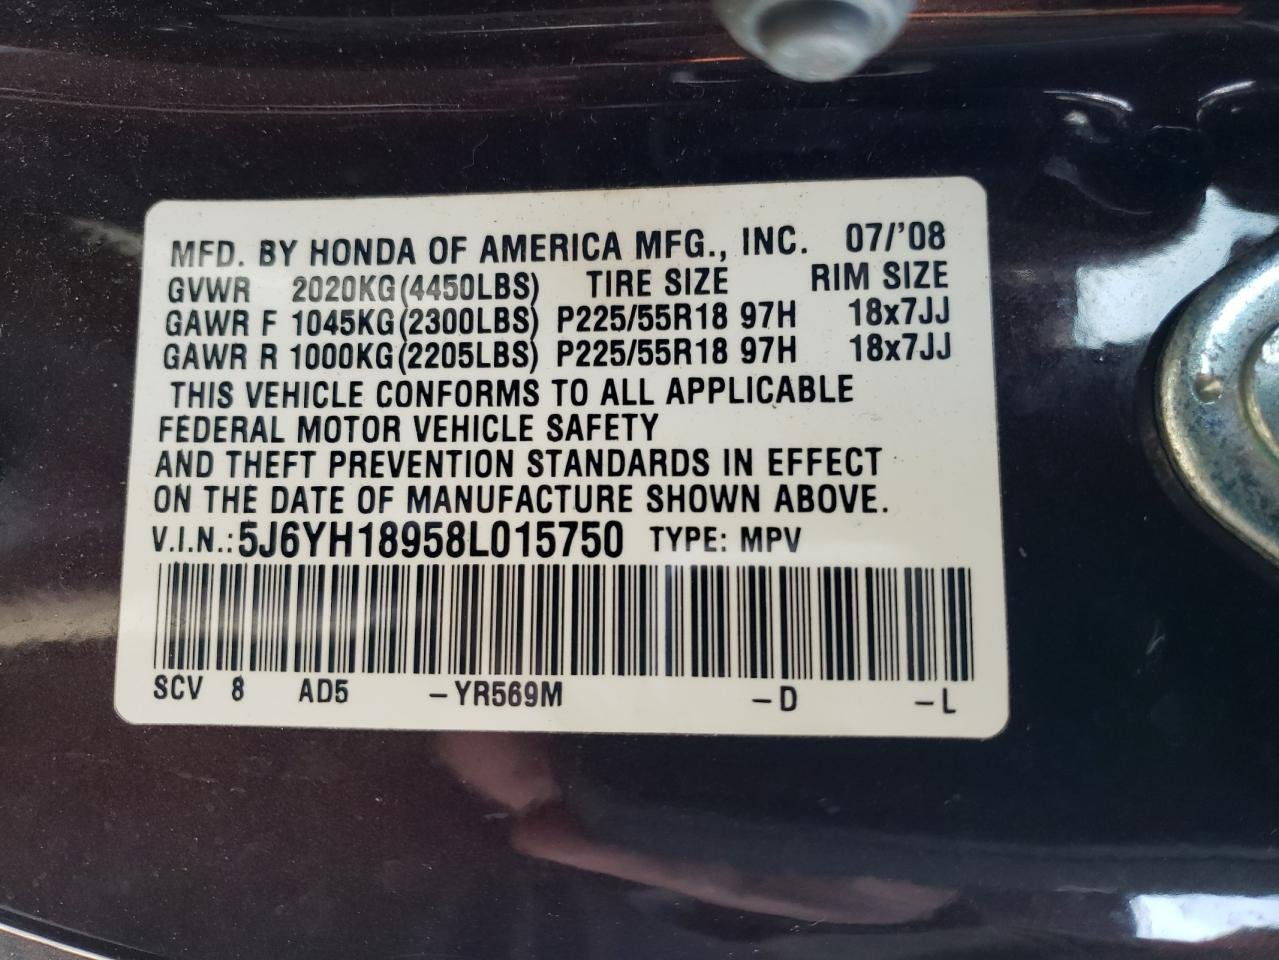 MFD. BY HONDA OF AMERICA MFG., INC. 07/'08
GVWR 2020KG(4450LBS) TIRE SIZE RIM SIZE
GAWR F 1045KG(2300LBS) P225/55R18 97H 18x7JJ
GAWR R 1000KG(2205LBS) P225/55R18 97H 18x7JJ
THIS VEHICLE CONFORMS TO ALL APPLICABLE
FEDERAL MOTOR VEHICLE SAFETY
AND THEFT PREVENTION STANDARDS IN EFFECT
ON THE DATE OF MANUFACTURE SHOWN ABOVE.
V.I.N.: 5J6YH18958L015750 TYPE: MPV
SCV 8 AD5 -YR569M -D -L